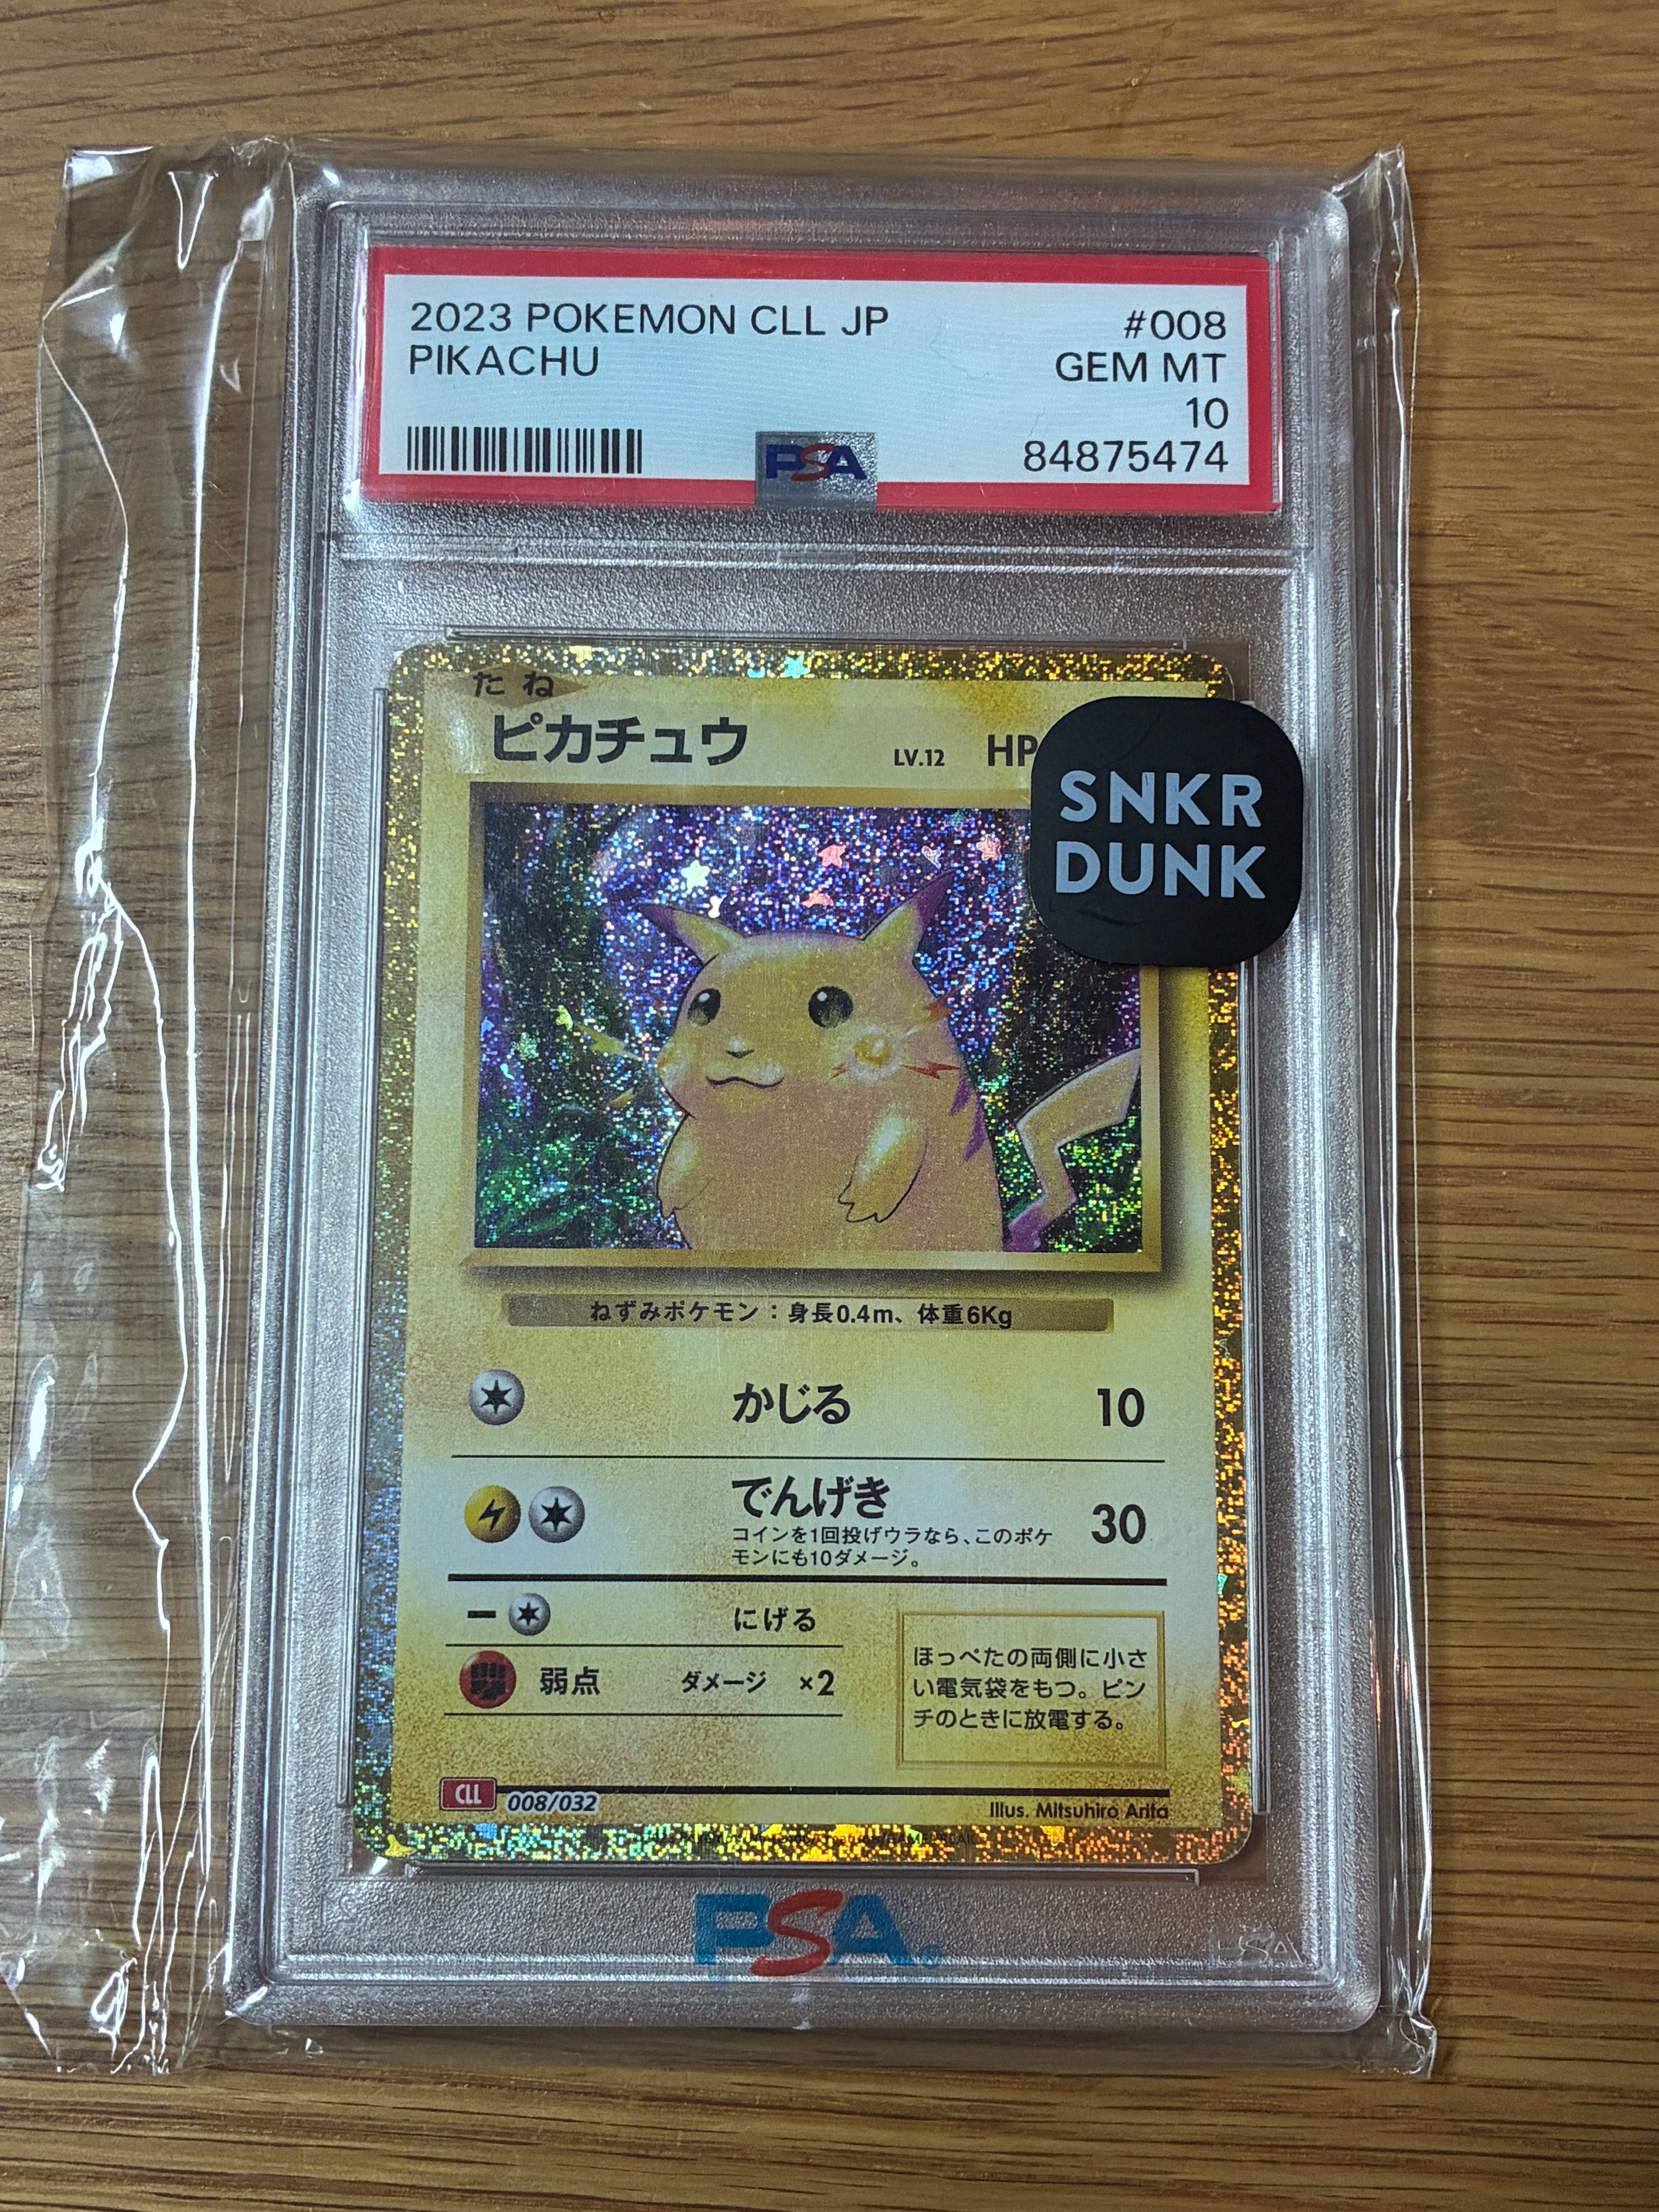 2023 POKEMON CLL JP
#008
PIKACHU
GEM MT
10
PSA
84875474
たね
ピカチュウ
LV.12 HP
SNKR
DUNK
ねずみポケモン：身長0.4m、体重6Kg
かじる 10
でんげき 30
コインを1回投げウラなら、このポケ
モンにも10ダメージ。
− にげる
弱点 ダメージ ×2
ほっぺたの両側に小さ
い電気袋をもつ。ピン
チのときに放電する。
CLL 008/032
Illus. Mitsuhiro Arita
PSA
PSA